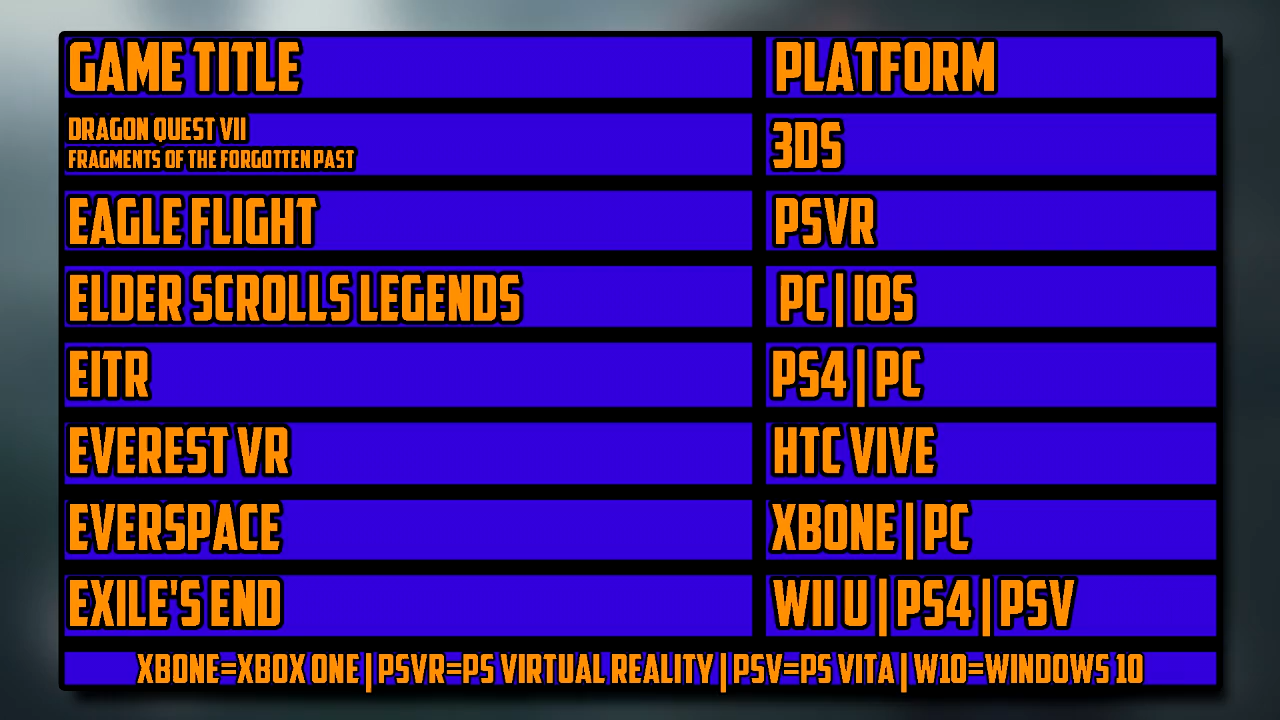 GAME TITLE PLATFORM
DRAGON QUEST VII
FRAGMENTS OF THE FORGOTTEN PAST 3DS
EAGLE FLIGHT PSVR
ELDER SCROLLS LEGENDS PC | IOS
EITR PS4 | PC
EVEREST VR HTC VIVE
EVERSPACE XBONE | PC
EXILE'S END WII U | PS4 | PSV
XBONE=XBOX ONE | PSVR=PS VIRTUAL REALITY | PSV=PS VITA | W10=WINDOWS 10